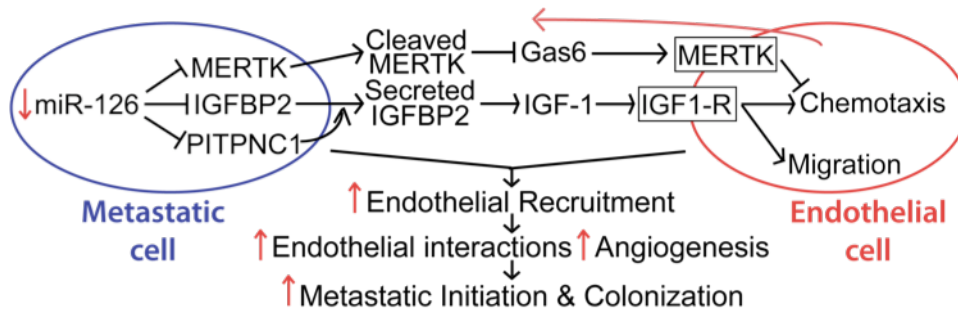 Cleaved
MERTK MERTK Gas6 MERTK
↓miR-126 IGFBP2 Secreted IGFBP2 IGF-1 IGF1-R Chemotaxis
PITPNC1
Migration
Metastatic
cell
Endothelial
cell
↑Endothelial Recruitment
↑Endothelial interactions ↑Angiogenesis
↑Metastatic Initiation & Colonization